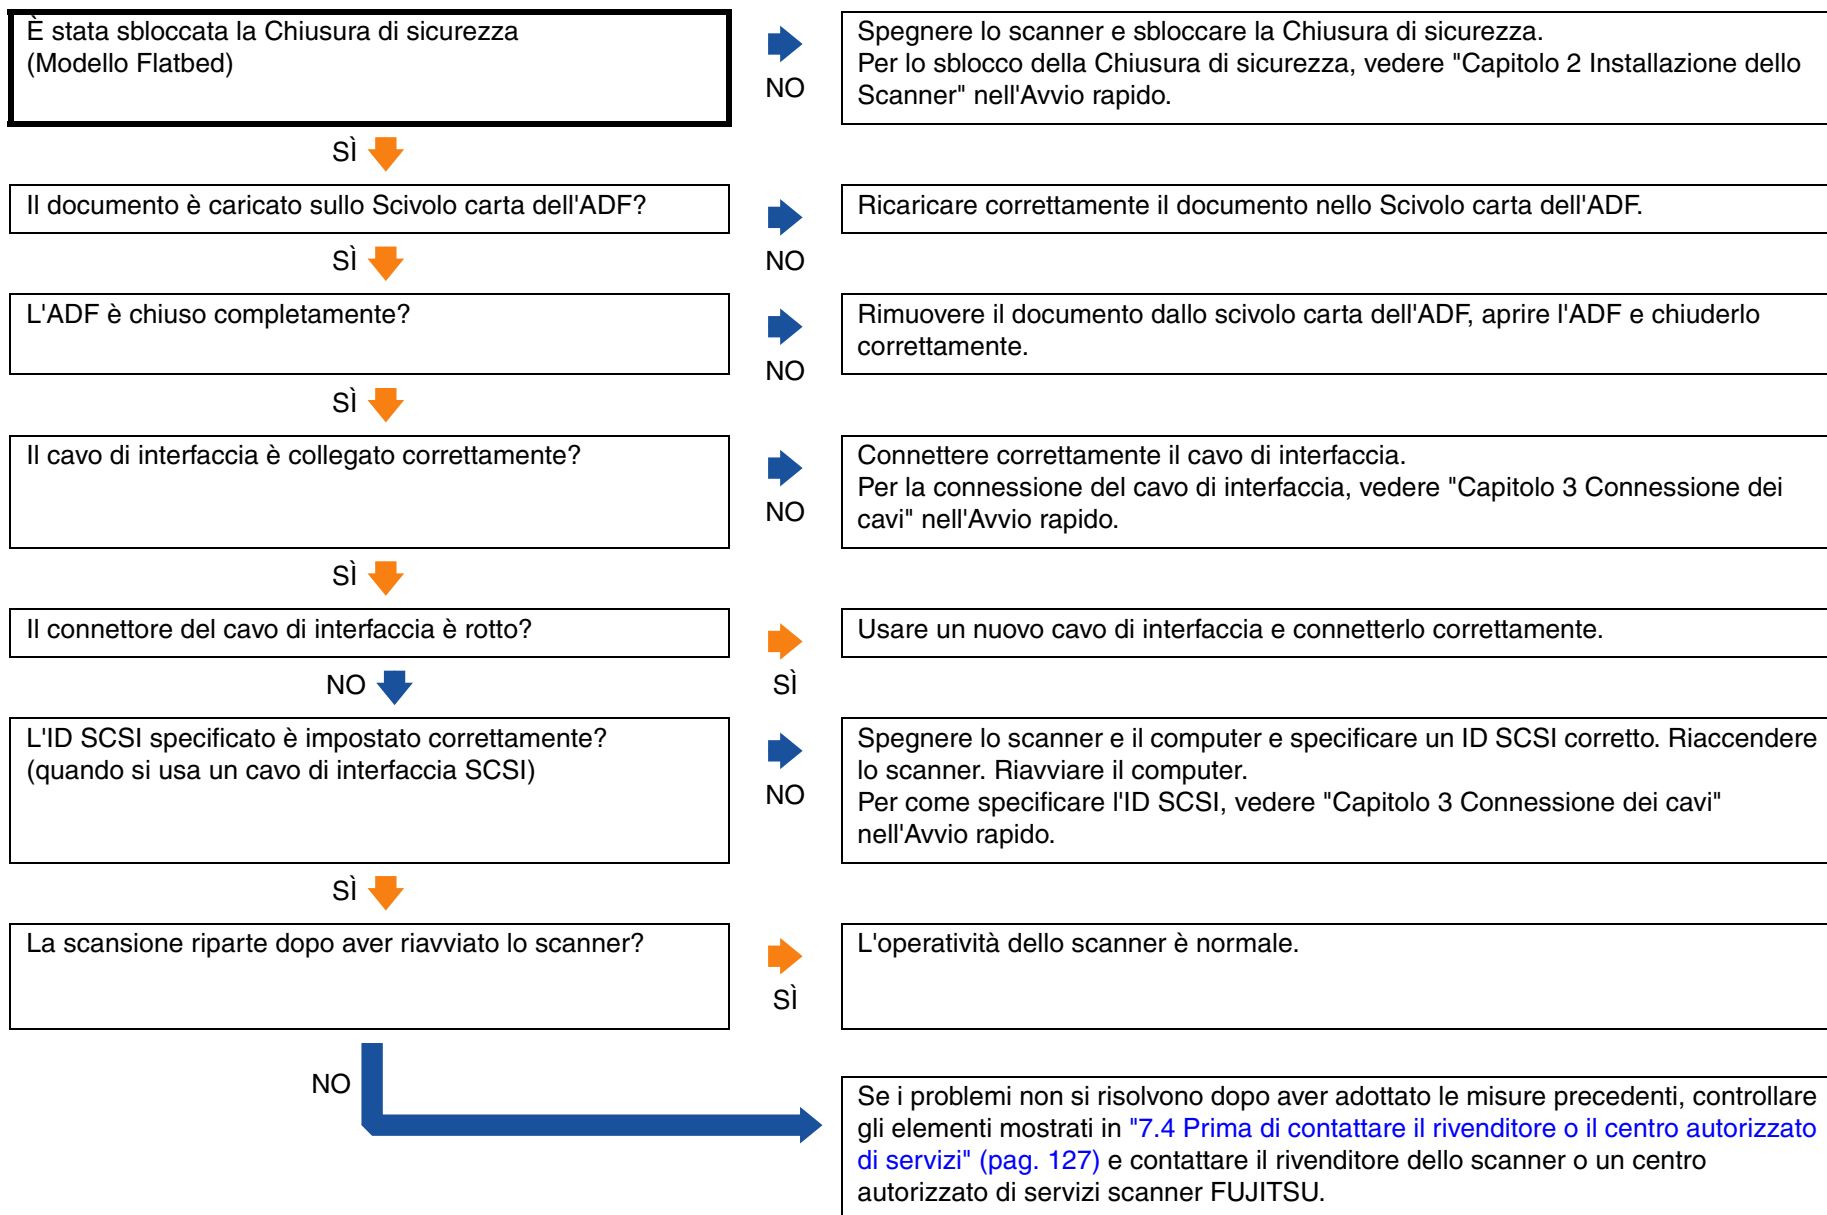 È stata sbloccata la Chiusura di sicurezza
(Modello Flatbed)
NO
Spegnere lo scanner e sbloccare la Chiusura di sicurezza.
Per lo sblocco della Chiusura di sicurezza, vedere "Capitolo 2 Installazione dello
Scanner" nell'Avvio rapido.
SÌ
Il documento è caricato sullo Scivolo carta dell'ADF?
NO
Ricaricare correttamente il documento nello Scivolo carta dell'ADF.
SÌ
L'ADF è chiuso completamente?
NO
Rimuovere il documento dallo scivolo carta dell'ADF, aprire l'ADF e chiuderlo
correttamente.
SÌ
Il cavo di interfaccia è collegato correttamente?
NO
Connettere correttamente il cavo di interfaccia.
Per la connessione del cavo di interfaccia, vedere "Capitolo 3 Connessione dei
cavi" nell'Avvio rapido.
SÌ
Il connettore del cavo di interfaccia è rotto?
SÌ
Usare un nuovo cavo di interfaccia e connetterlo correttamente.
NO
L'ID SCSI specificato è impostato correttamente?
(quando si usa un cavo di interfaccia SCSI)
NO
Spegnere lo scanner e il computer e specificare un ID SCSI corretto. Riaccendere
lo scanner. Riavviare il computer.
Per come specificare l'ID SCSI, vedere "Capitolo 3 Connessione dei cavi"
nell'Avvio rapido.
SÌ
La scansione riparte dopo aver riavviato lo scanner?
SÌ
L'operatività dello scanner è normale.
NO
Se i problemi non si risolvono dopo aver adottato le misure precedenti, controllare
gli elementi mostrati in "7.4 Prima di contattare il rivenditore o il centro autorizzato
di servizi" (pag. 127) e contattare il rivenditore dello scanner o un centro
autorizzato di servizi scanner FUJITSU.